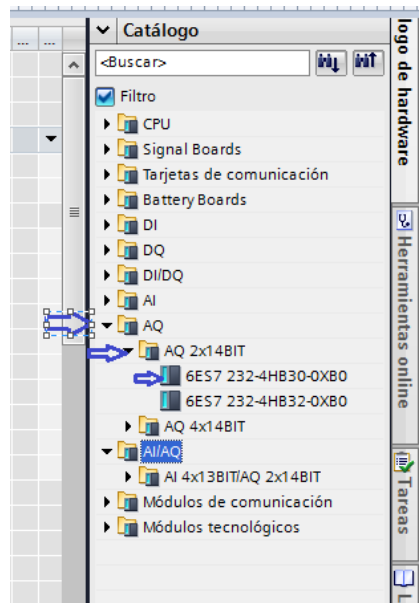 ... ...
Catálogo
<Buscar>
Filtro
CPU
Signal Boards
Tarjetas de comunicación
Battery Boards
DI
DQ
DI/DQ
AI
AQ
AQ 2x14BIT
6ES7 232-4HB30-0XB0
6ES7 232-4HB32-0XB0
AQ 4x14BIT
AI/AQ
AI 4x13BIT/AQ 2x14BIT
Módulos de comunicación
Módulos tecnológicos
logo de hardware
Herramientas online
Tareas